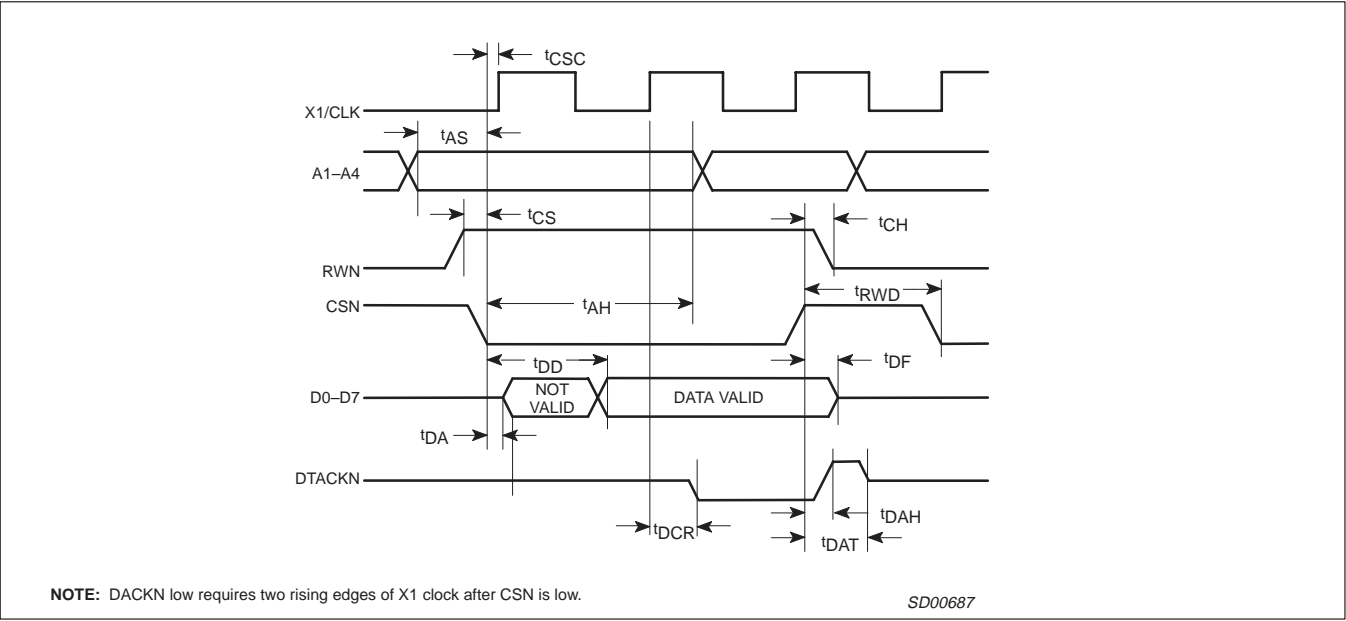 tCSC
X1/CLK
tAS
A1–A4
tCS
tCH
RWN
tRWD
CSN
tAH
tDD
tDF
D0–D7
NOT
VALID
DATA VALID
tDA
DTACKN
tDCR
tDAH
tDAT
NOTE: DACKN low requires two rising edges of X1 clock after CSN is low.
SD00687